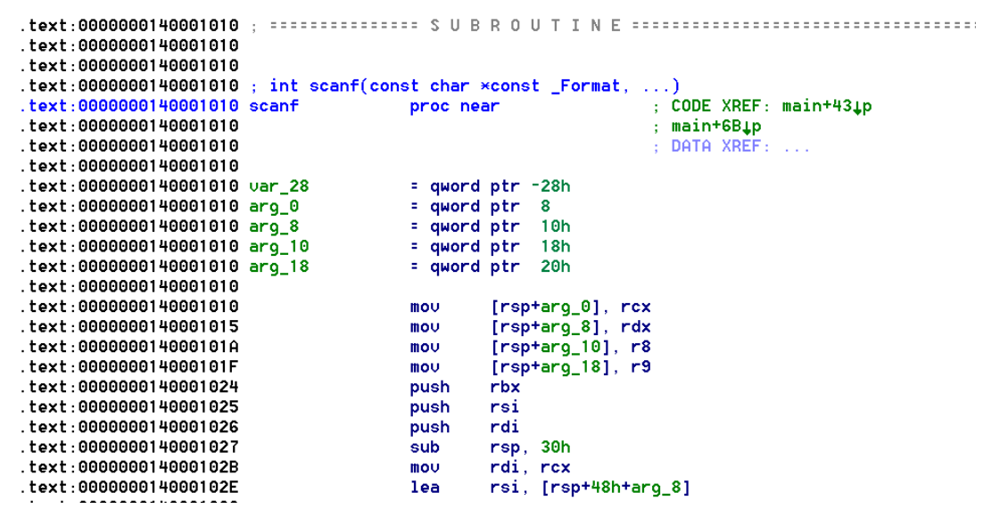 .text:0000000140001010 ; =============== S U B R O U T I N E =================================
.text:0000000140001010
.text:0000000140001010
.text:0000000140001010 ; int scanf(const char *const _Format, ...)
.text:0000000140001010 scanf           proc near               ; CODE XREF: main+43↓p
.text:0000000140001010                                         ; main+6B↓p
.text:0000000140001010                                         ; DATA XREF: ...
.text:0000000140001010
.text:0000000140001010 var_28          = qword ptr -28h
.text:0000000140001010 arg_0           = qword ptr  8
.text:0000000140001010 arg_8           = qword ptr  10h
.text:0000000140001010 arg_10          = qword ptr  18h
.text:0000000140001010 arg_18          = qword ptr  20h
.text:0000000140001010
.text:0000000140001010                 mov     [rsp+arg_0], rcx
.text:0000000140001015                 mov     [rsp+arg_8], rdx
.text:000000014000101A                 mov     [rsp+arg_10], r8
.text:000000014000101F                 mov     [rsp+arg_18], r9
.text:0000000140001024                 push    rbx
.text:0000000140001025                 push    rsi
.text:0000000140001026                 push    rdi
.text:0000000140001027                 sub     rsp, 30h
.text:000000014000102B                 mov     rdi, rcx
.text:000000014000102E                 lea     rsi, [rsp+48h+arg_8]